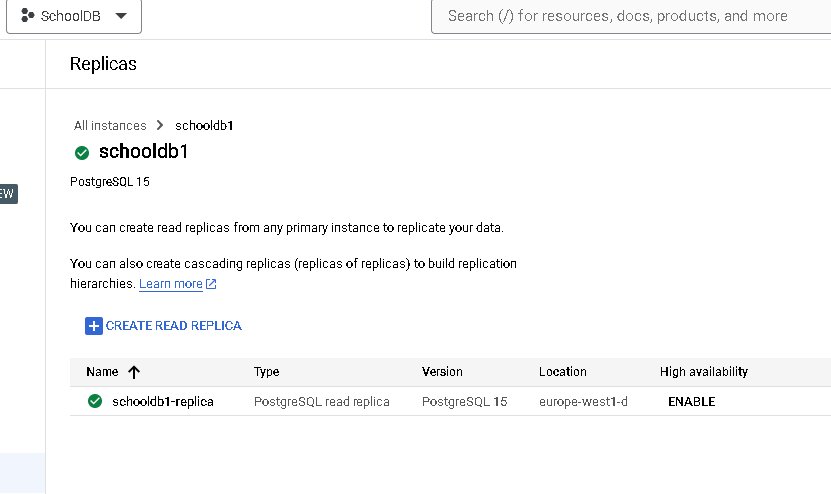 SchoolDB
Search (/) for resources, docs, products, and more
Replicas
All instances schooldb1
schooldb1
PostgreSQL 15
EW
You can create read replicas from any primary instance to replicate your data.
You can also create cascading replicas (replicas of replicas) to build replication
hierarchies. Learn more
CREATE READ REPLICA
Name Type Version Location High availability
schooldb1-replica PostgreSQL read replica PostgreSQL 15 europe-west1-d ENABLE